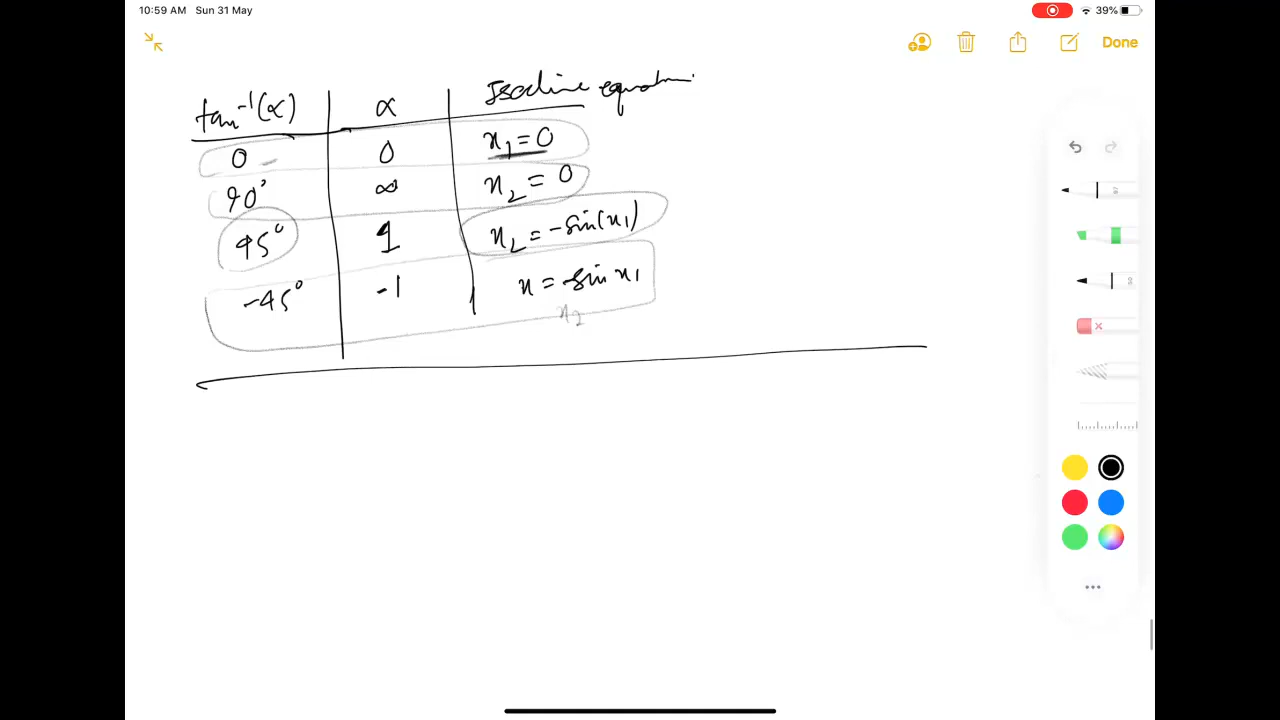 10:59 AM Sun 31 May 39%
Done
tan⁻¹(α) α Isocline equation
0 0 x₁ = 0
90° ∞ x₂ = 0
45° 1 x₂ = -sin(x₁)
-45° -1 x = -sin x₁
x₂